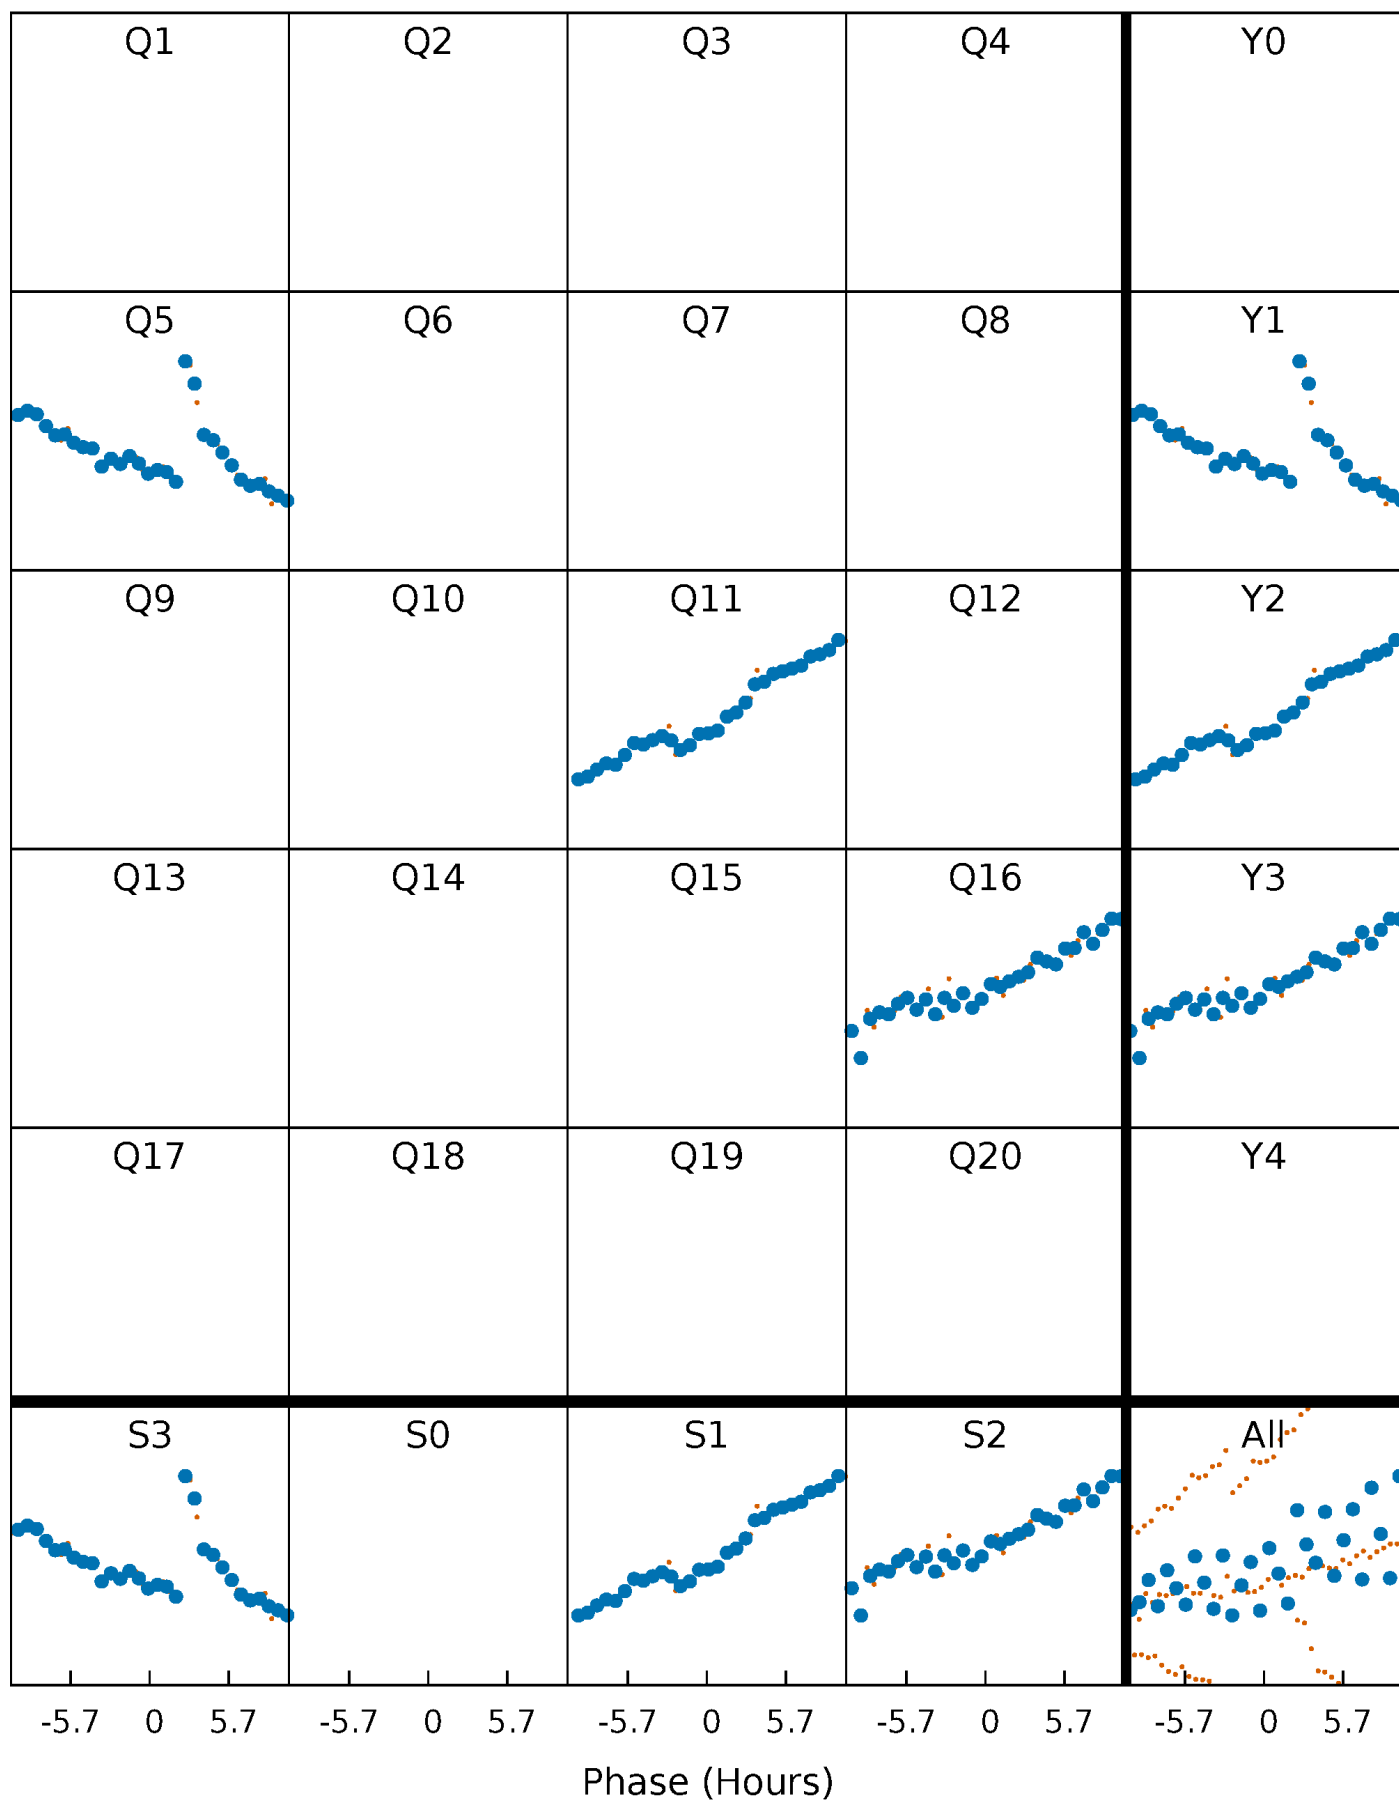 Q1 Q2 Q3 Q4 Y0
Q5 Q6 Q7 Q8 Y1
Q9 Q10 Q11 Q12 Y2
Q13 Q14 Q15 Q16 Y3
Q17 Q18 Q19 Q20 Y4
S3 S0 S1 S2 All
-5.7 0 5.7 -5.7 0 5.7 -5.7 0 5.7 -5.7 0 5.7 -5.7 0 5.7
Phase (Hours)